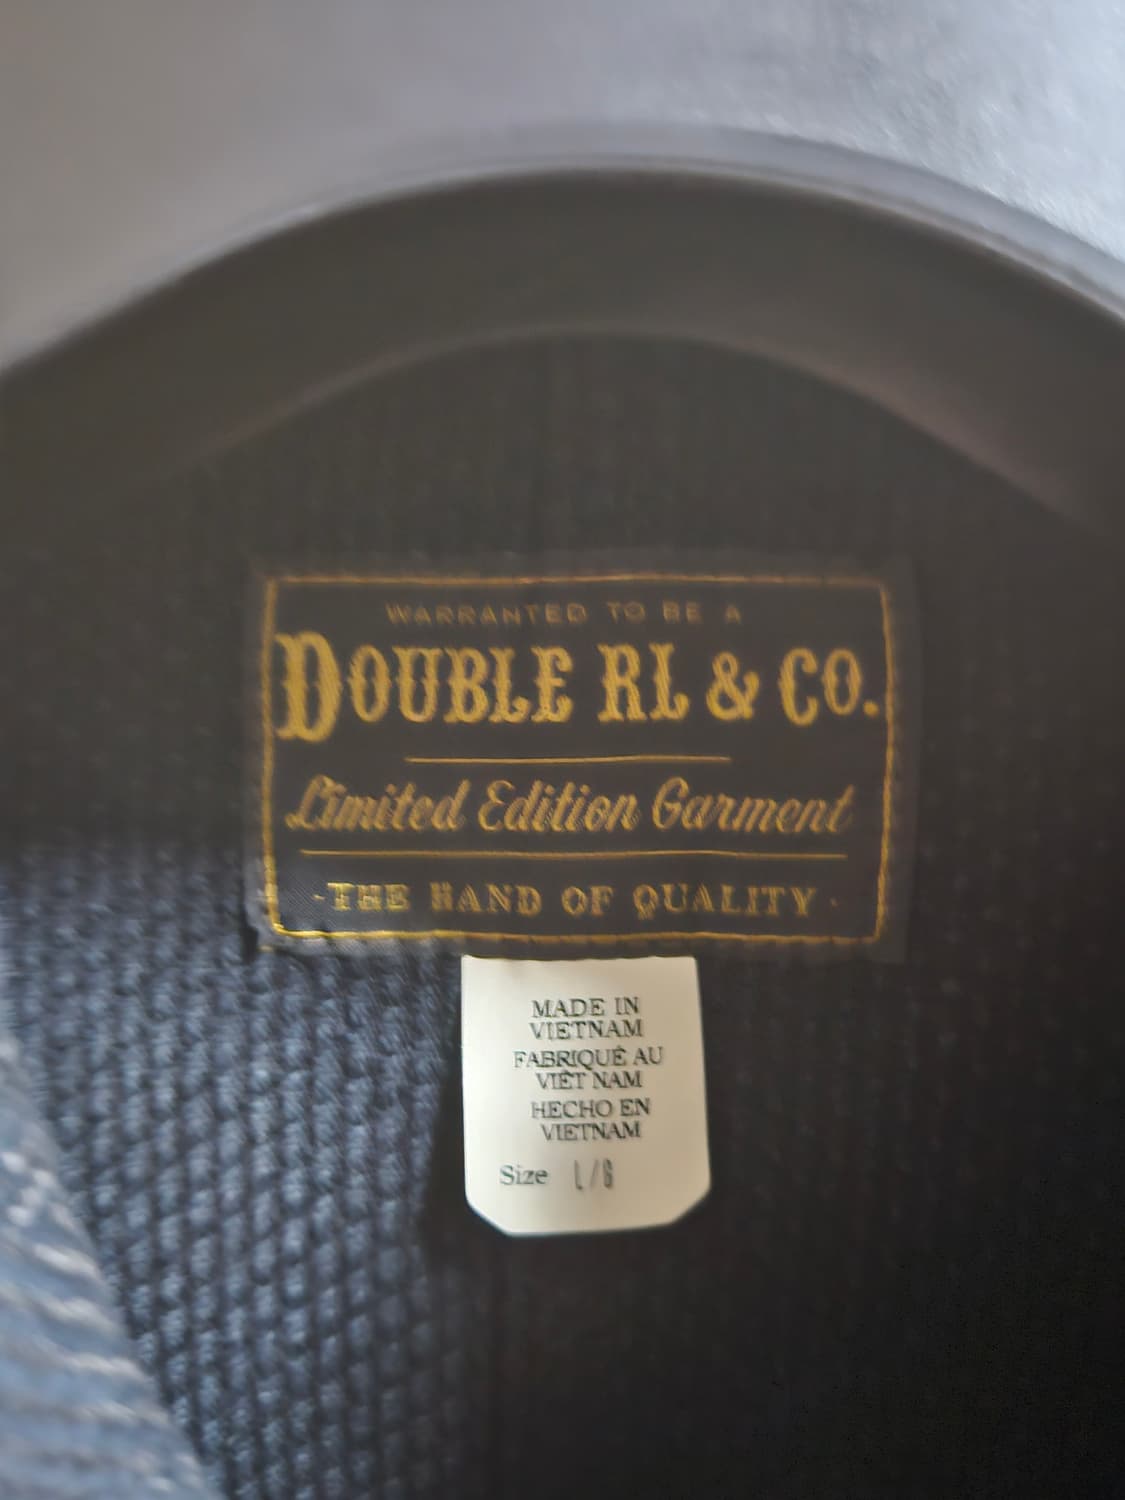 WARRANTED TO BE A
DOUBLE RL & CO.
Limited Edition Garment
-THE HAND OF QUALITY-
MADE IN
VIETNAM
FABRIQUÉ AU
VIÊT NAM
HECHO EN
VIETNAM
Size L/G